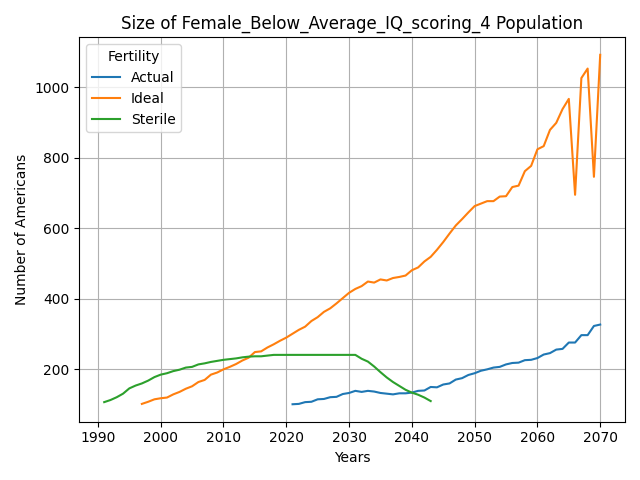 Size of Female_Below_Average_IQ_scoring_4 Population
Fertility
Actual
Ideal
Sterile
Number of Americans
1000
800
600
400
200
1990 2000 2010 2020 2030 2040 2050 2060 2070
Years